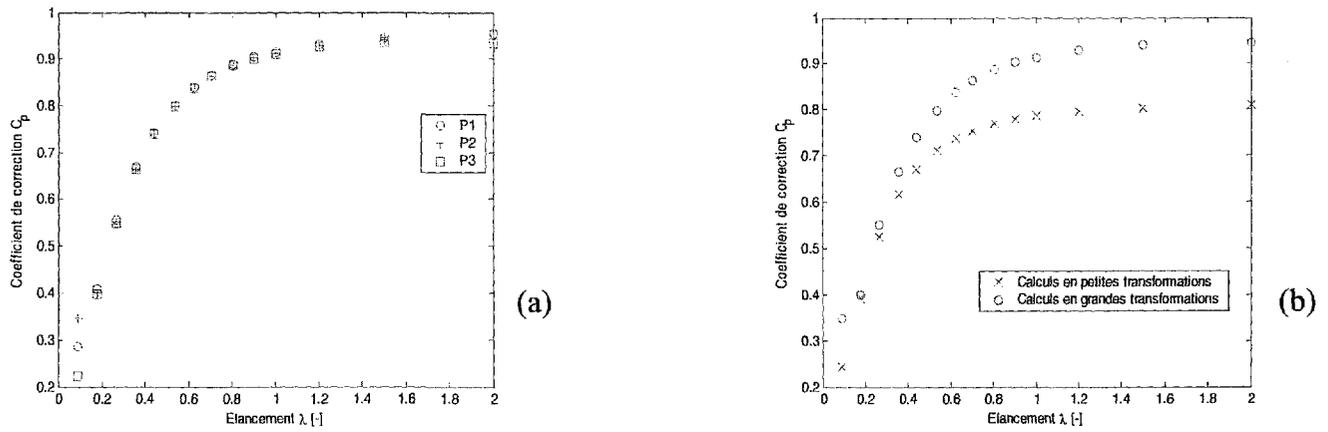 1
0.9
0.8
0.7
0.6
0.5
0.4
0.3
0.2
0 0.2 0.4 0.6 0.8 1 1.2 1.4 1.6 1.8 2
Coefficient de correction Cp
Elancement λ [-]
P1
P2
P3
(a)
1
0.9
0.8
0.7
0.6
0.5
0.4
0.3
0.2
0 0.2 0.4 0.6 0.8 1 1.2 1.4 1.6 1.8 2
Coefficient de correction Cp
Elancement λ [-]
Calculs en petites transformations
Calculs en grandes transformations
(b)